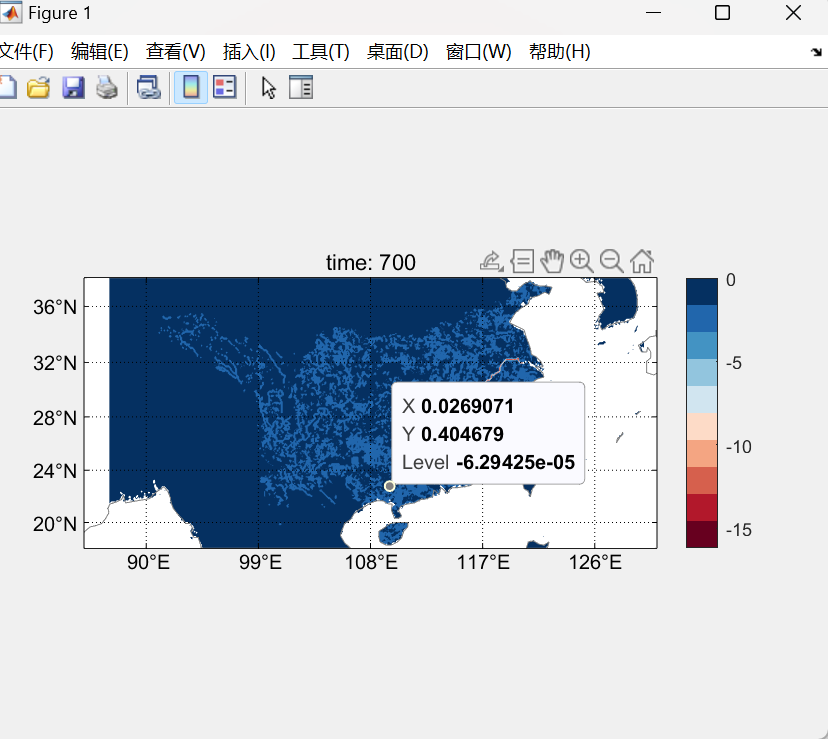 Figure 1
文件(F) 编辑(E) 查看(V) 插入(I) 工具(T) 桌面(D) 窗口(W) 帮助(H)
time: 700
36°N
32°N
28°N
24°N
20°N
90°E 99°E 108°E 117°E 126°E
X 0.0269071
Y 0.404679
Level -6.29425e-05
0
-5
-10
-15